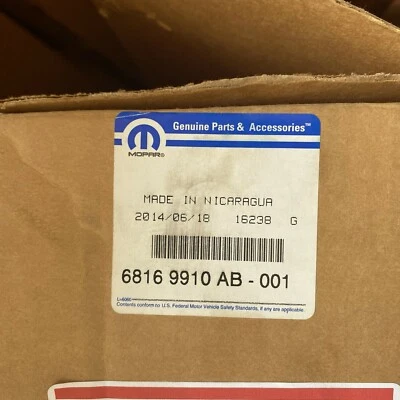 Genuine Parts & Accessories™
MOPAR®
MADE IN NICARAGUA
2014/06/18 16238 G
6816 9910 AB - 001
Contents conform to U.S. Federal Motor Vehicle Safety Standards, if any are applicable.